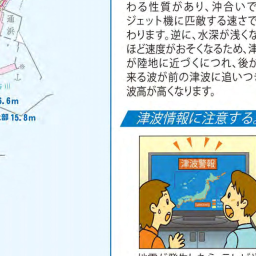 浜
5.6m
部 15.8m
わる性質があり、沖合いで
ジェット機に匹敵する速さで
わります。逆に、水深が浅くな
ほど速度がおそくなるため、津
が陸地に近づくにつれ、後か
来る波が前の津波に追いつ
波高が高くなります。
津波情報に注意する
津波警報